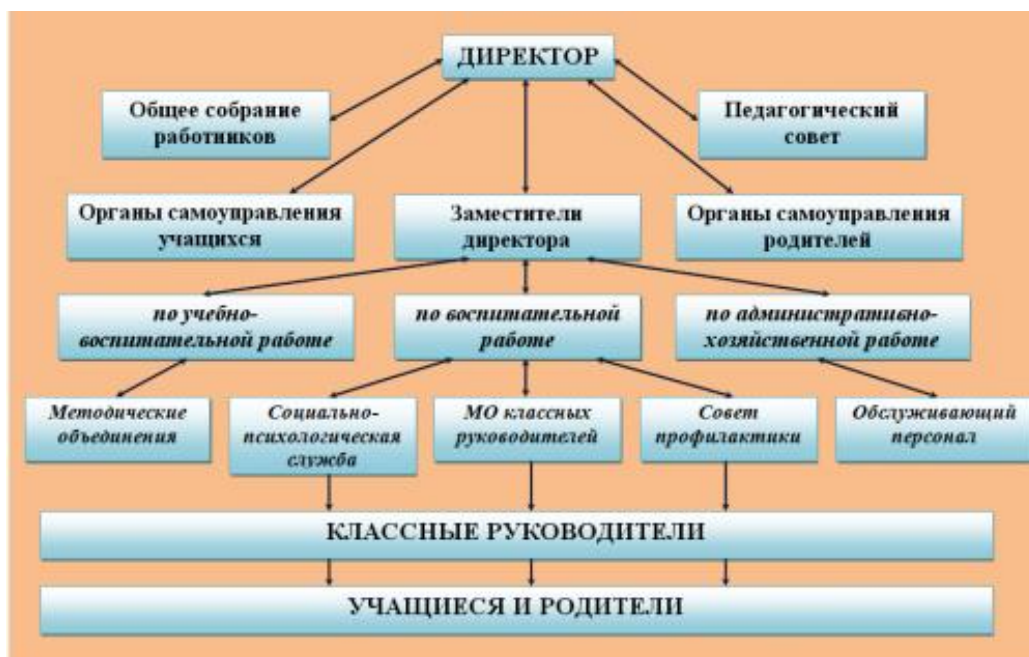 ДИРЕКТОР
Общее собрание
работников
Педагогический
совет
Органы самоуправления
учащихся
Заместители
директора
Органы самоуправления
родителей
по учебно-
воспитательной работе
по воспитательной
работе
по административно-
хозяйственной работе
Методические
объединения
Социально-
психологическая
служба
МО классных
руководителей
Совет
профилактики
Обслуживающий
персонал
КЛАССНЫЕ РУКОВОДИТЕЛИ
УЧАЩИЕСЯ И РОДИТЕЛИ